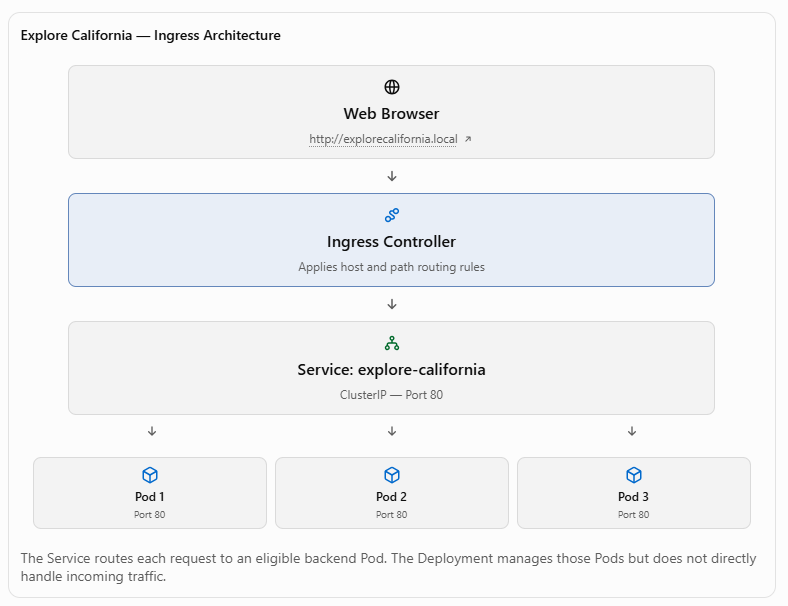 Explore California — Ingress Architecture
Web Browser
http://explorecalifornia.local ↗
↓
Ingress Controller
Applies host and path routing rules
↓
Service: explore-california
ClusterIP — Port 80
↓ ↓ ↓
Pod 1 Pod 2 Pod 3
Port 80 Port 80 Port 80
The Service routes each request to an eligible backend Pod. The Deployment manages those Pods but does not directly
handle incoming traffic.